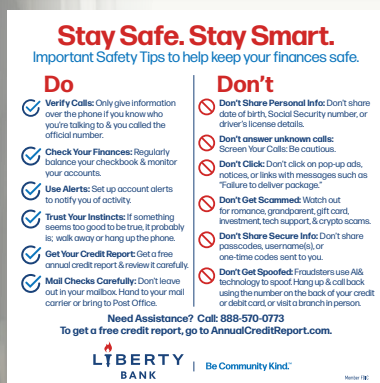 Stay Safe. Stay Smart.
Important Safety Tips to help keep your finances safe.
Do
Verify Calls: Only give information
over the phone if you know who
you're talking to & you called the
official number.
Check Your Finances: Regularly
balance your checkbook & monitor
your accounts.
Use Alerts: Set up account alerts
to notify you of activity.
Trust Your Instincts: If something
seems too good to be true, it probably
is; walk away or hang up the phone.
Get Your Credit Report: Get a free
annual credit report & review it carefully.
Mail Checks Carefully: Don't leave
out in your mailbox. Hand to your mail
carrier or bring to Post Office.
Don't
Don't Share Personal Info: Don't share
date of birth, Social Security number, or
driver's license details.
Don't answer unknown calls:
Screen Your Calls: Be cautious.
Don't Click: Don't click on pop-up ads,
notices, or links with messages such as
"Failure to deliver package."
Don't Get Scammed: Watch out
for romance, grandparent, gift card,
investment, tech support, & crypto scams.
Don't Share Secure Info: Don't share
passcodes, username(s), or
one-time codes sent to you.
Don't Get Spoofed: Fraudsters use AI &
technology to spoof. Hang up & call back
using the number on the back of your credit
or debit card, or visit a branch in person.
Need Assistance? Call: 888-570-0773
To get a free credit report, go to AnnualCreditReport.com.
LIBERTY
BANK
Be Community Kind.™
Member FDIC